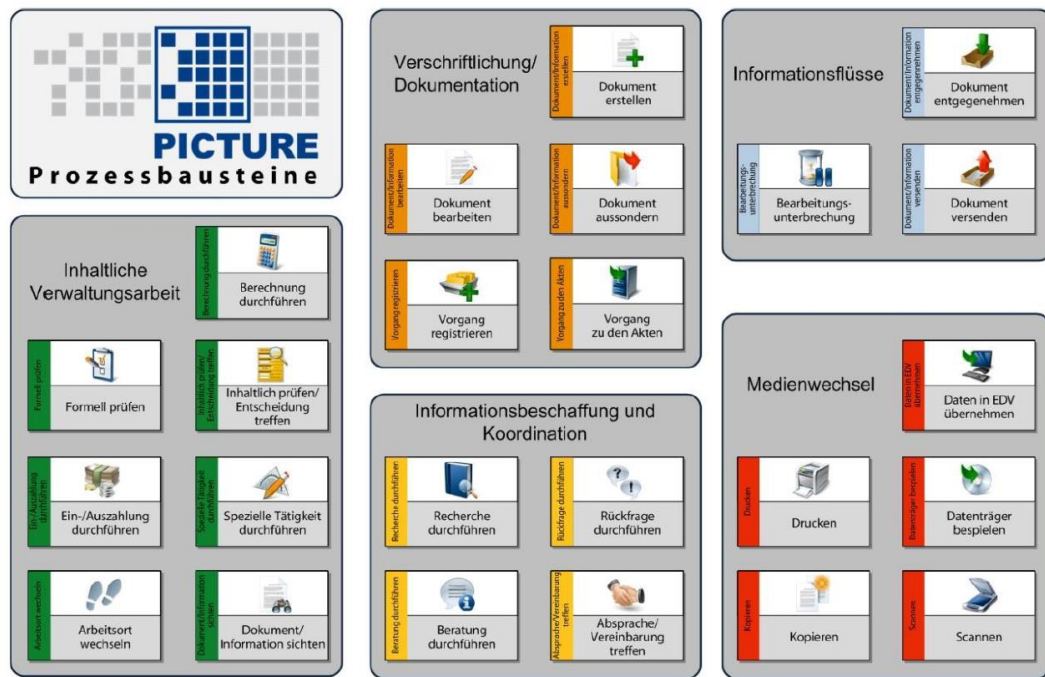 PICTURE
Prozessbausteine
Inhaltliche
Verwaltungsarbeit
Berechnung durchführen
Berechnung
durchführen
Formell prüfen
Formell prüfen
Inhaltlich prüfen/
Entscheidung treffen
Inhaltlich prüfen/
Entscheidung
treffen
Ein-/Auszahlung
durchführen
Ein-/Auszahlung
durchführen
Spezielle Tätigkeit
durchführen
Spezielle Tätigkeit
durchführen
Arbeitsort wechseln
Arbeitsort
wechseln
Dokument/Information
sichten
Dokument/
Information sichten
Verschriftlichung/
Dokumentation
Dokument/Information
erstellen
Dokument
erstellen
Dokument/Information
bearbeiten
Dokument
bearbeiten
Dokument/Information
aussondern
Dokument
aussondern
Vorgang registrieren
Vorgang
registrieren
Vorgang zu den Akten
Vorgang
zu den Akten
Informationsbeschaffung und
Koordination
Recherche durchführen
Recherche
durchführen
Rückfrage durchführen
Rückfrage
durchführen
Beratung durchführen
Beratung
durchführen
Absprache/Vereinbarung
treffen
Absprache/
Vereinbarung
treffen
Informationsflüsse
Dokument/Information
entgegennehmen
Dokument
entgegenehmen
Bearbeitungs-
unterbrechung
Bearbeitungs-
unterbrechung
Dokument/Information
versenden
Dokument
versenden
Medienwechsel
Daten in EDV
übernehmen
Daten in EDV
übernehmen
Drucken
Drucken
Datenträger bespielen
Datenträger
bespielen
Kopieren
Kopieren
Scannen
Scannen